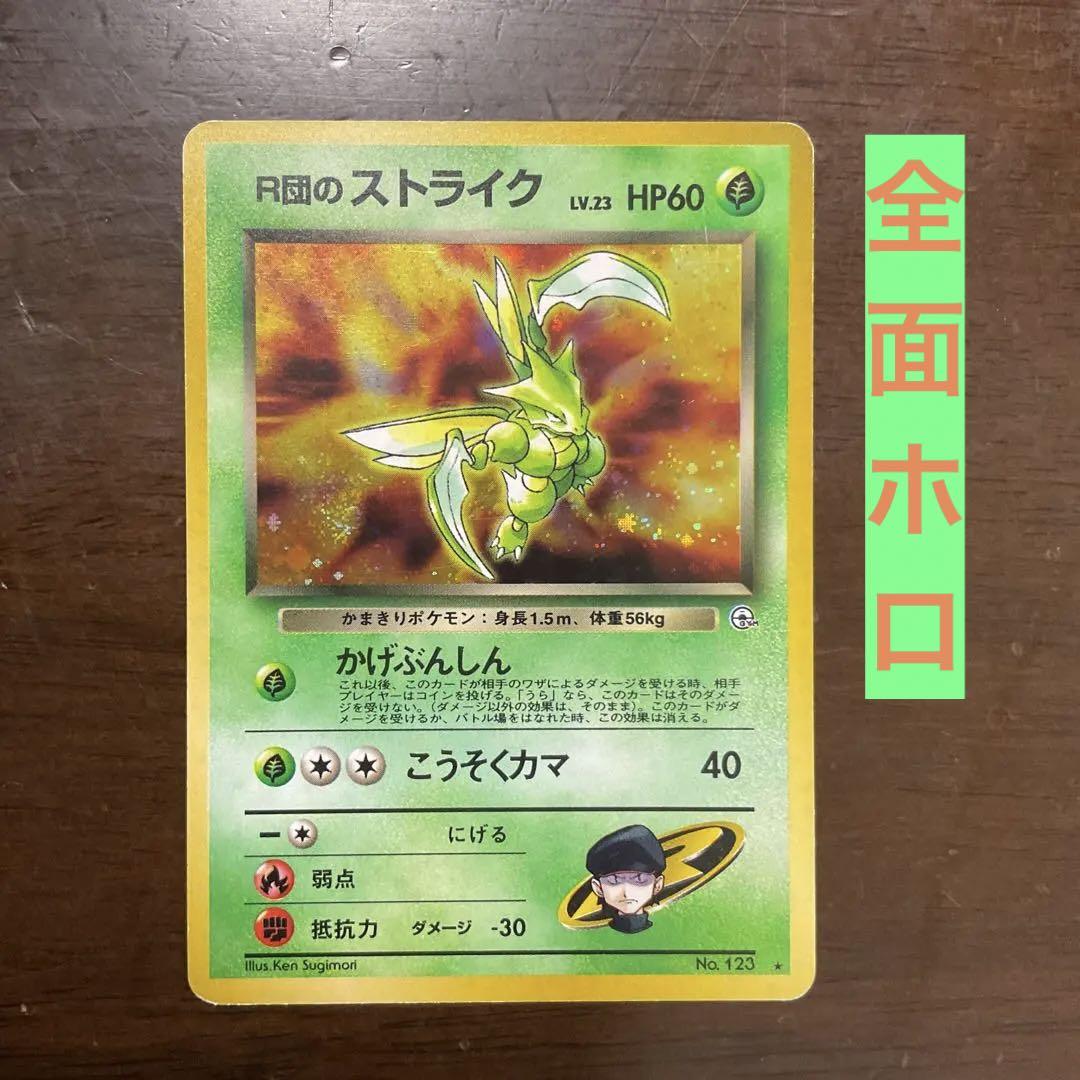 R団のストライク LV.23 HP60
かまきりポケモン：身長1.5m、体重56kg
かげぶんしん
これ以後、このカードが相手のワザによるダメージを受ける時、相手
プレイヤーはコインを投げる。「うら」なら、このカードはそのダメー
ジを受けない。（ダメージ以外の効果は、そのまま）。このカードがダ
メージを受けるか、バトル場をはなれた時、この効果は消える。
こうそくカマ 40
にげる
弱点
抵抗力 ダメージ -30
Illus. Ken Sugimori No. 123 ★
全面ホロ